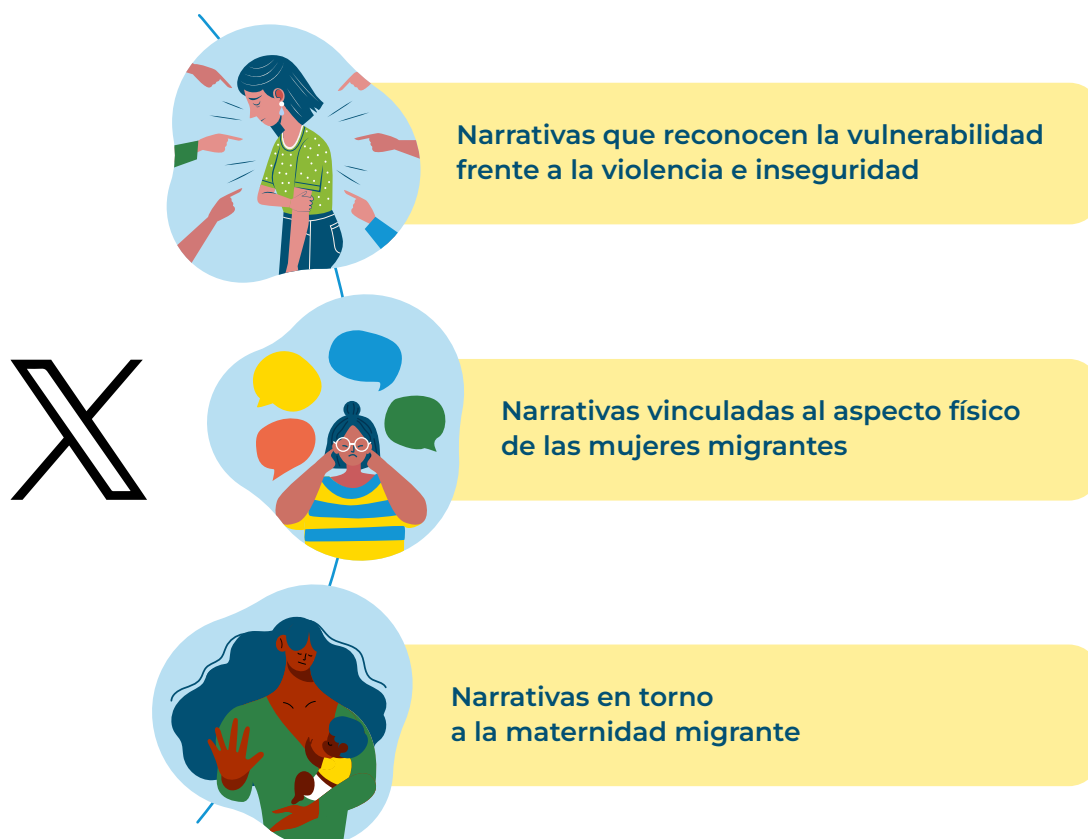 Narrativas que reconocen la vulnerabilidad
frente a la violencia e inseguridad
Narrativas vinculadas al aspecto físico
de las mujeres migrantes
Narrativas en torno
a la maternidad migrante